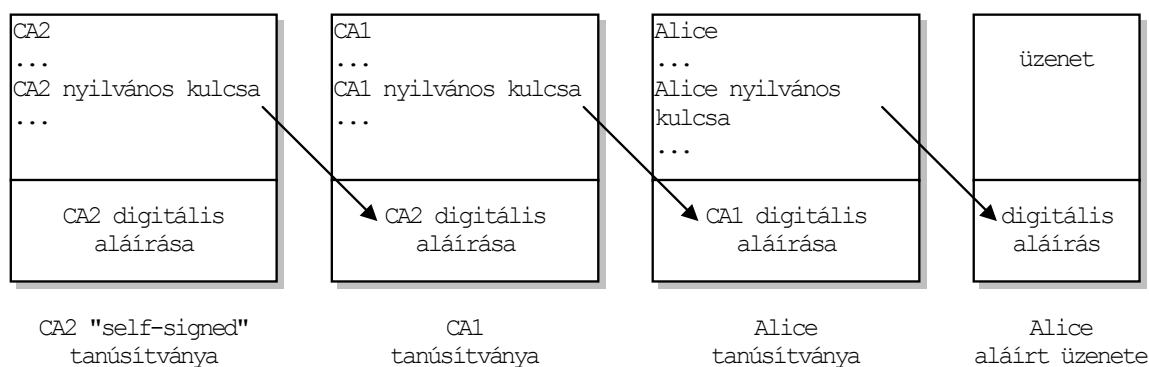 CA2
...
CA2 nyilvános kulcsa
...
CA2 digitális
aláírása
CA2 "self-signed"
tanúsítványa
CA1
...
CA1 nyilvános kulcsa
...
CA2 digitális
aláírása
CA1
tanúsítványa
Alice
...
Alice nyilvános
kulcsa
...
CA1 digitális
aláírása
Alice
tanúsítványa
üzenet
digitális
aláírás
Alice
aláírt üzenete